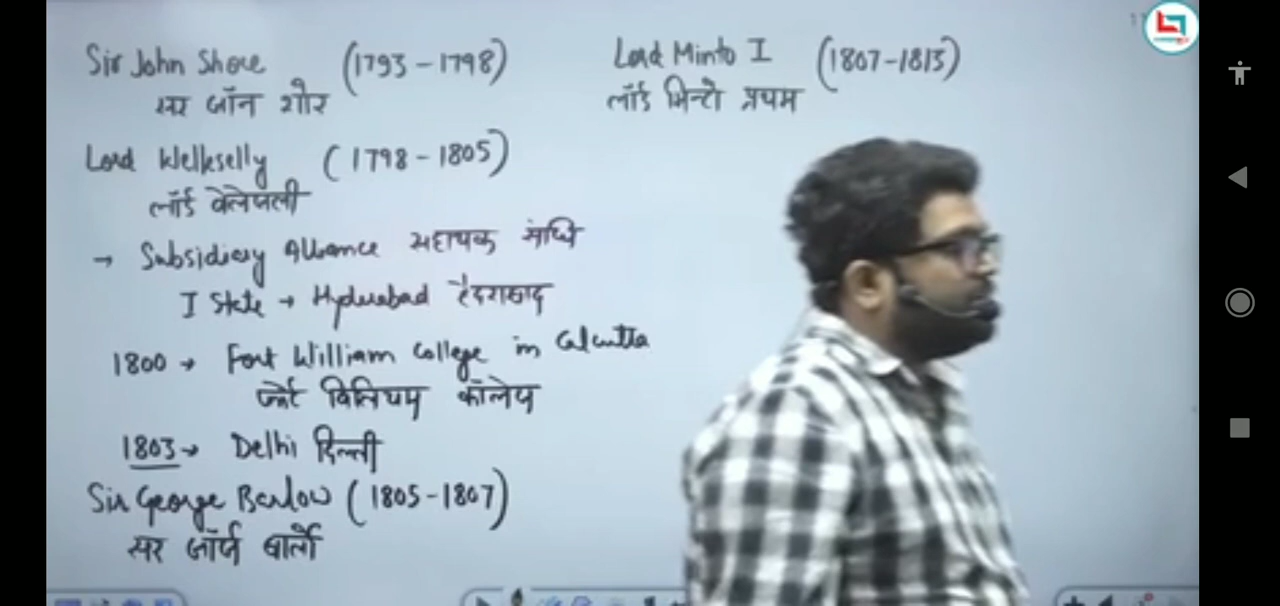 Sir John Shore (1793-1798)
सर जॉन शोर
Lord Welleselly (1798-1805)
लॉर्ड वेलेजली
→ Subsidiary Alliance सहायक संधि
I State → Hyderabad हैदराबाद
1800 → Fort William College in Calcutta
फोर्ट विलियम कॉलेज
1803 → Delhi दिल्ली
Sir George Barlow (1805-1807)
सर जॉर्ज बार्लो
Lord Minto I (1807-1813)
लॉर्ड मिन्टो प्रथम